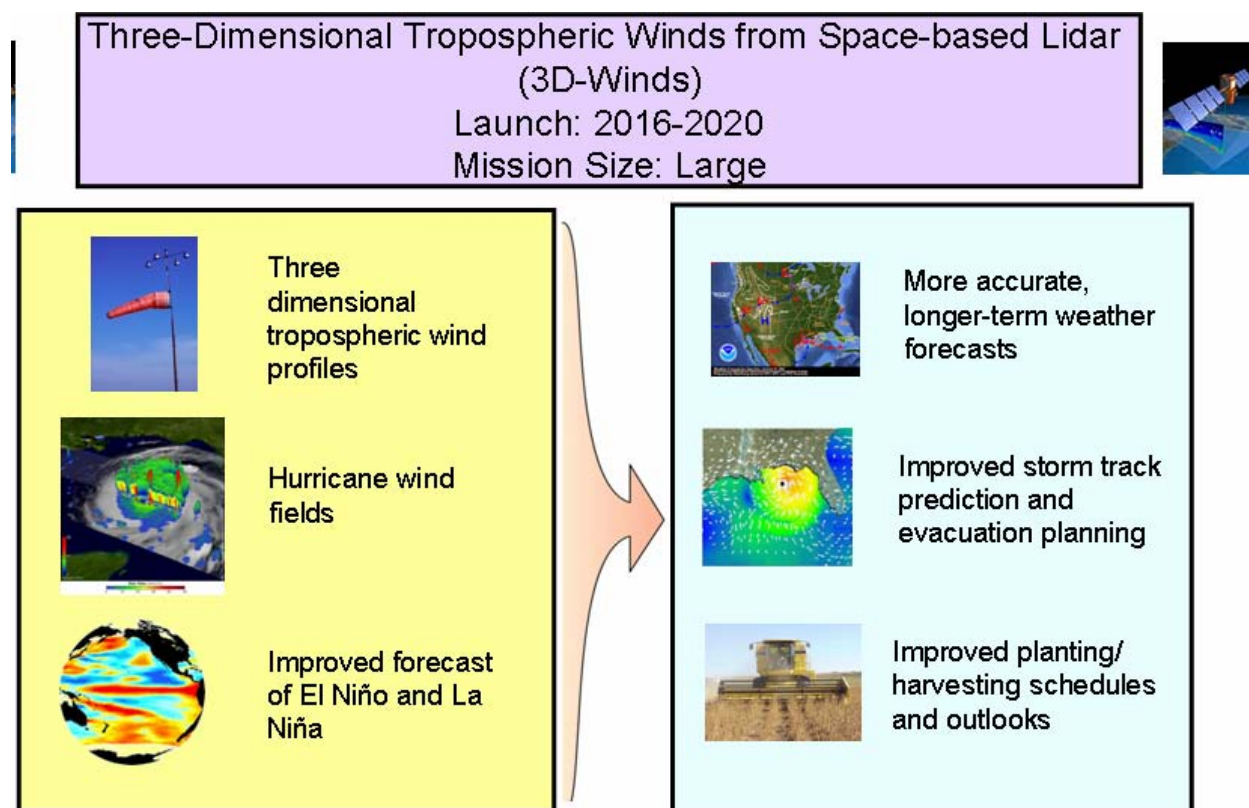 Three-Dimensional Tropospheric Winds from Space-based Lidar
(3D-Winds)
Launch: 2016-2020
Mission Size: Large
Three
dimensional
tropospheric wind
profiles
Hurricane wind
fields
Improved forecast
of El Niño and La
Niña
More accurate,
longer-term weather
forecasts
Improved storm track
prediction and
evacuation planning
Improved planting/
harvesting schedules
and outlooks